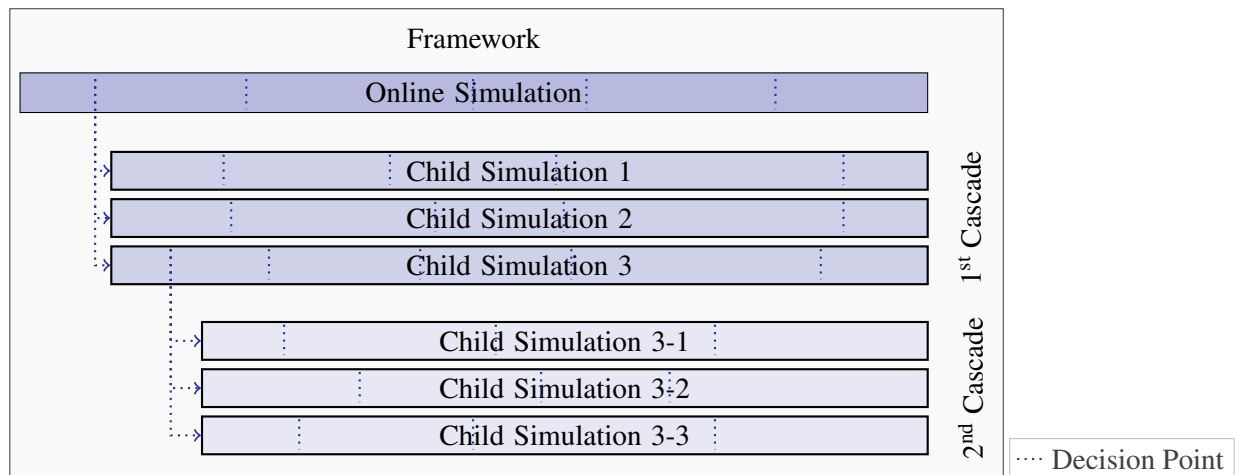 Framework
Online Simulation
Child Simulation 1
Child Simulation 2
Child Simulation 3
1st Cascade
Child Simulation 3-1
Child Simulation 3-2
Child Simulation 3-3
2nd Cascade
Decision Point